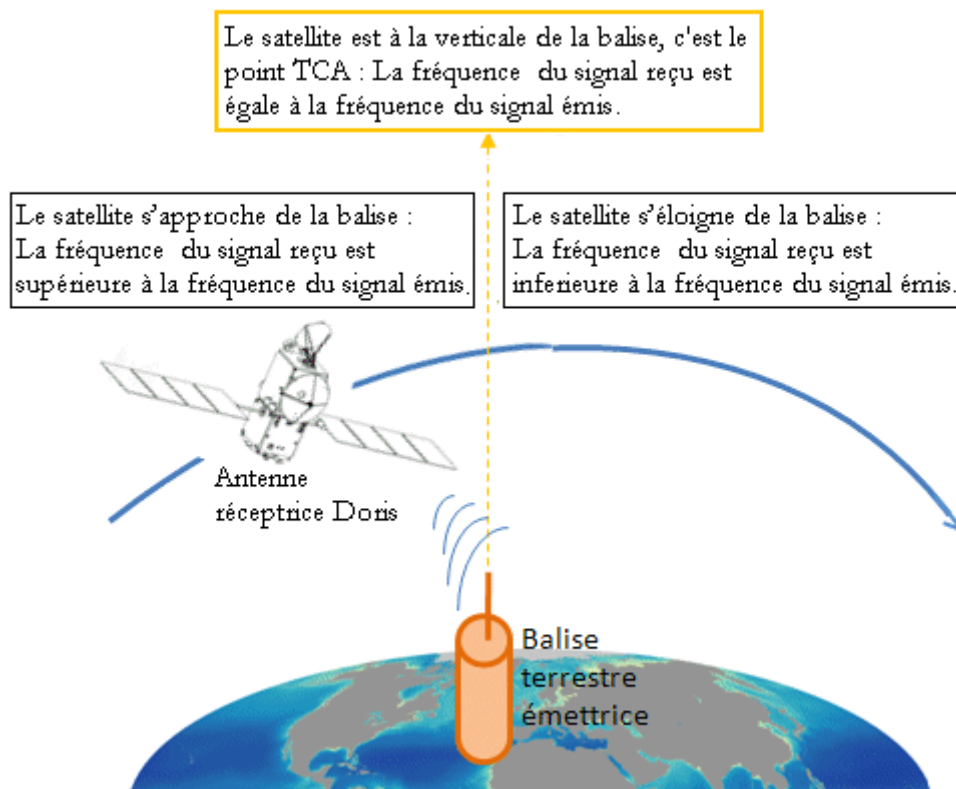 Le satellite est à la verticale de la balise, c'est le
point TCA : La fréquence du signal reçu est
égale à la fréquence du signal émis.
Le satellite s'approche de la balise :
La fréquence du signal reçu est
supérieure à la fréquence du signal émis.
Le satellite s'éloigne de la balise :
La fréquence du signal reçu est
inferieure à la fréquence du signal émis.
Antenne
réceptrice Doris
Balise
terrestre
émettrice